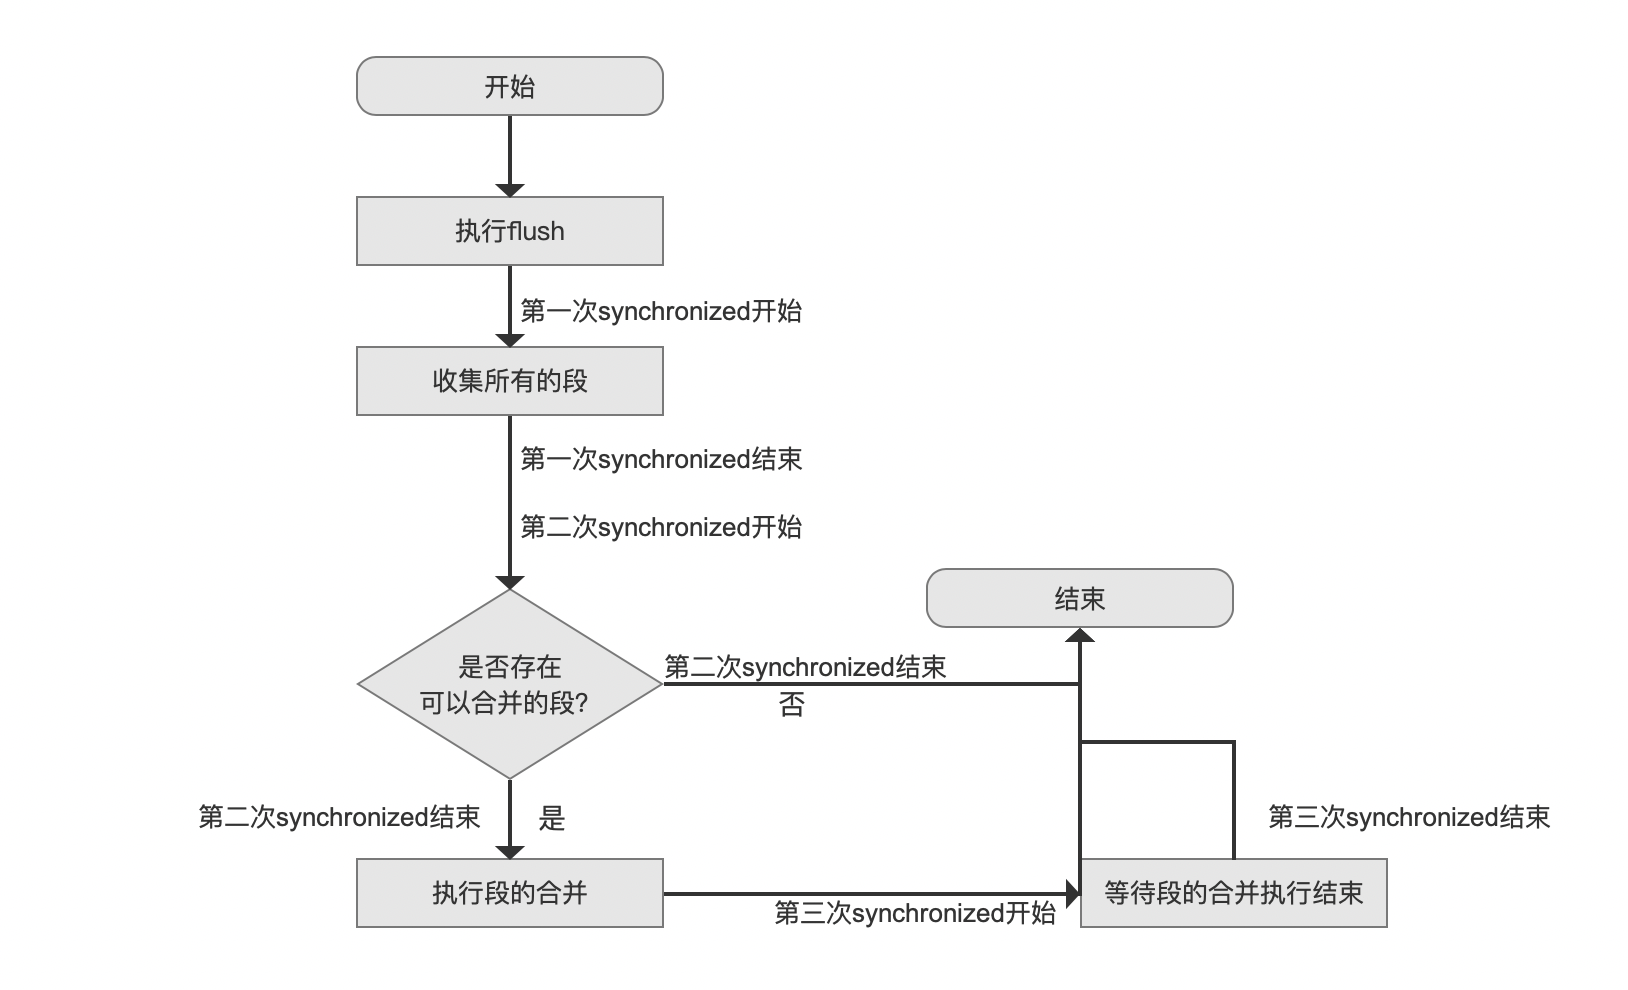 开始
执行flush
第一次synchronized开始
收集所有的段
第一次synchronized结束
第二次synchronized开始
结束
是否存在
可以合并的段?
第二次synchronized结束
否
第二次synchronized结束
是
第三次synchronized结束
执行段的合并
第三次synchronized开始
等待段的合并执行结束